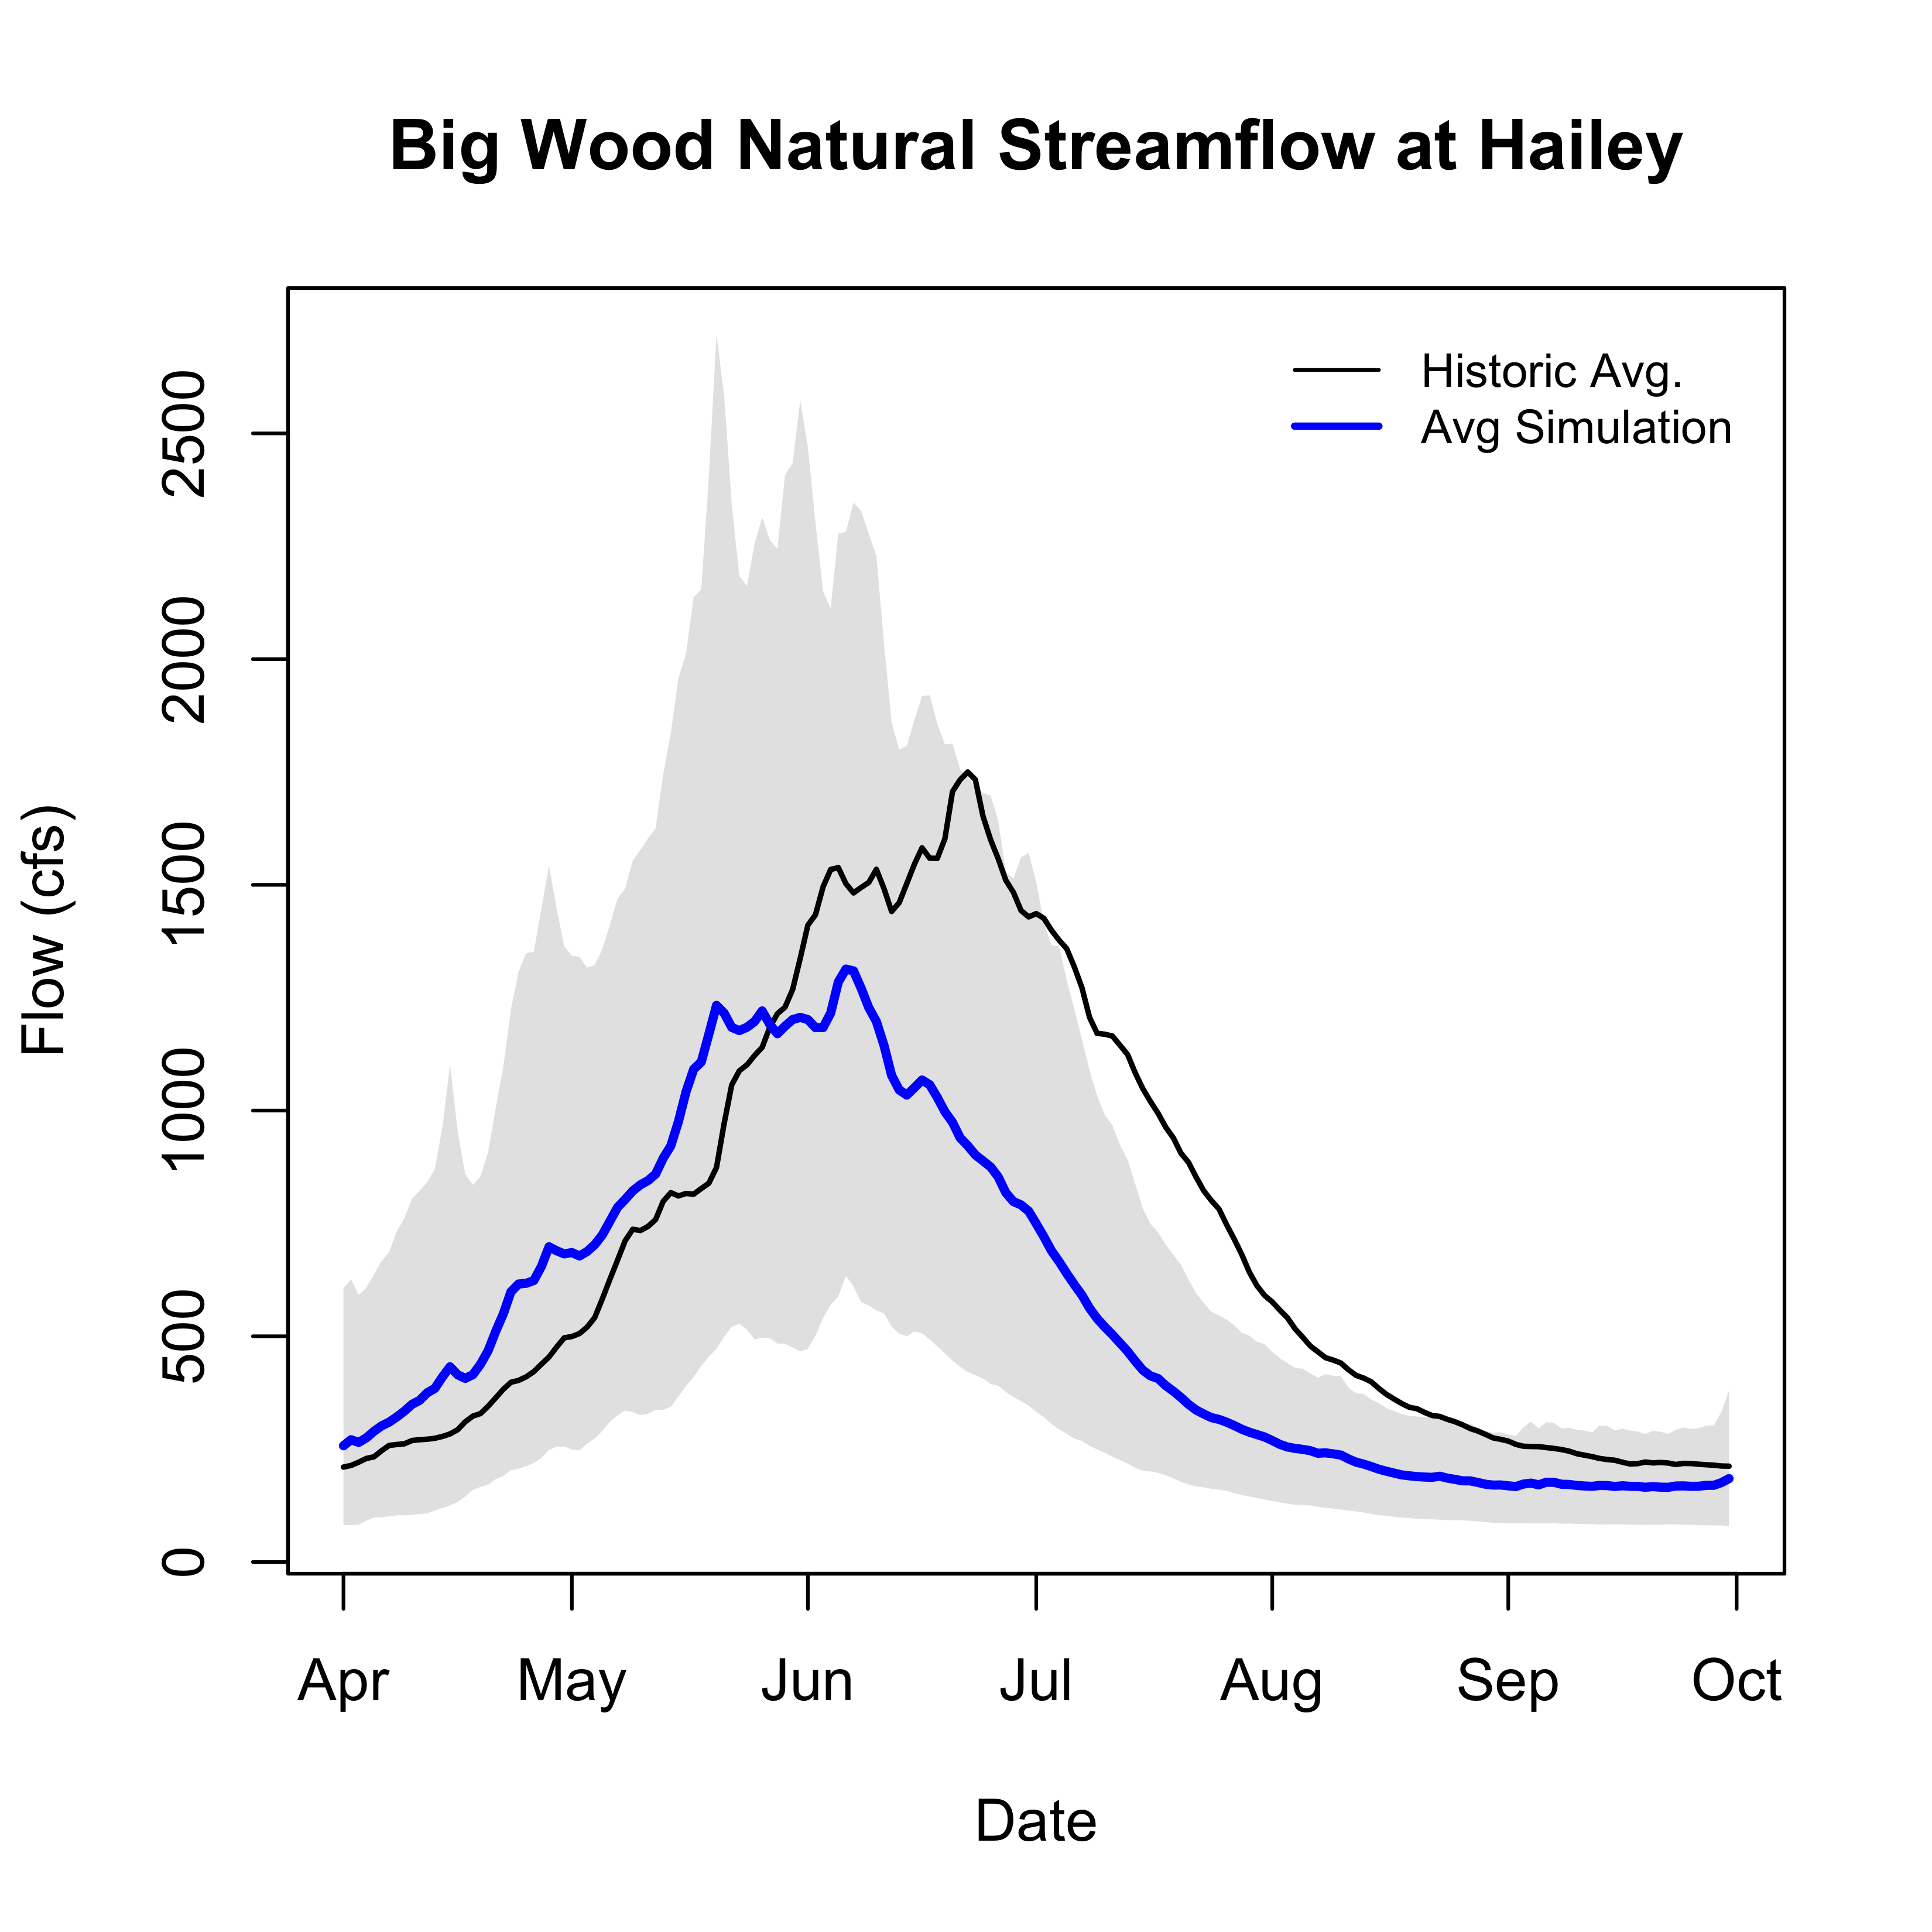 Big Wood Natural Streamflow at Hailey
Historic Avg.
Avg Simulation
Flow (cfs)
2500
2000
1500
1000
500
0
Apr May Jun Jul Aug Sep Oct
Date